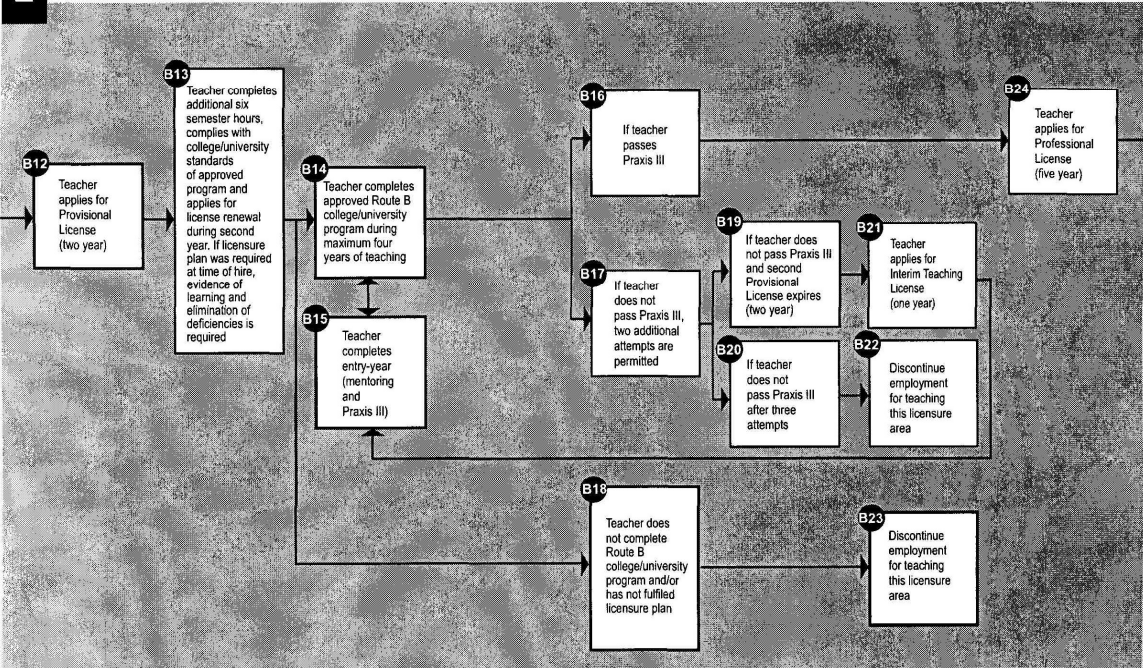 B12
Teacher
applies for
Provisional
License
(two year)
B13
Teacher completes
additional six
semester hours,
complies with
college/university
standards
of approved
program and
applies for
license renewal
during second
year. If licensure
plan was required
at time of hire,
evidence of
learning and
elimination of
deficiencies is
required
B14
Teacher completes
approved Route B
college/university
program during
maximum four
years of teaching
B15
Teacher
completes
entry-year
(mentoring
and
Praxis III)
B16
If teacher
passes
Praxis III
B17
If teacher
does not
pass Praxis III,
two additional
attempts are
permitted
B18
Teacher does
not complete
Route B
college/university
program and/or
has not fulfilled
licensure plan
B19
If teacher does
not pass Praxis III
and second
Provisional
License expires
(two year)
B20
If teacher
does not
pass Praxis III
after three
attempts
B21
Teacher
applies for
Interim Teaching
License
(one year)
B22
Discontinue
employment
for teaching
this licensure
area
B23
Discontinue
employment
for teaching
this licensure
area
B24
Teacher
applies for
Professional
License
(five year)